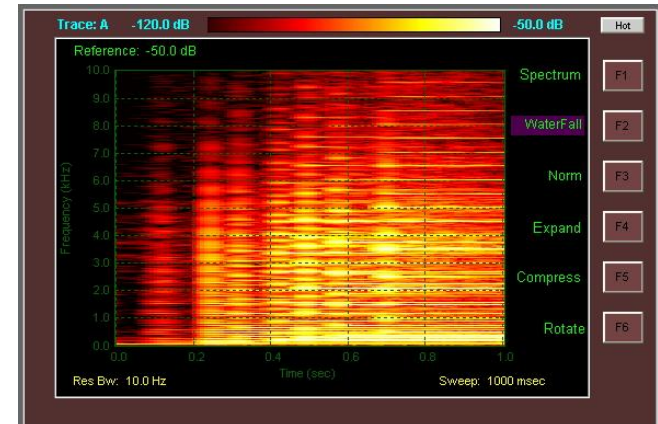 Trace: A -120.0 dB -50.0 dB Hot
Reference: -50.0 dB
10.0
9.0
8.0
7.0
6.0
5.0
4.0
3.0
2.0
1.0
0.0
Frequency (kHz)
0.0 0.2 0.4 0.6 0.8 1.0
Time (sec)
Res Bw: 10.0 Hz Sweep: 1000 msec
Spectrum F1
WaterFall F2
Norm F3
Expand F4
Compress F5
Rotate F6